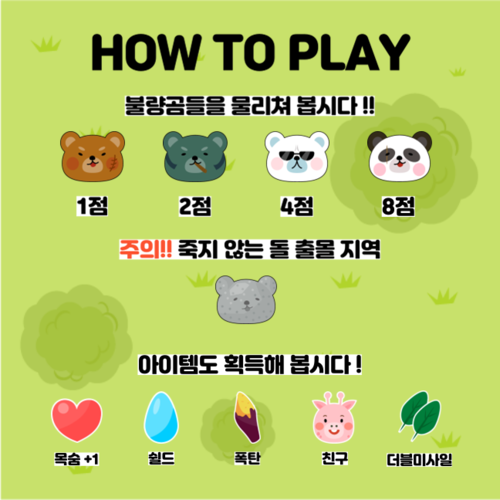 HOW TO PLAY
불량곰들을 물리쳐 봅시다 !!
1점 2점 4점 8점
주의!! 죽지 않는 돌 출몰 지역
아이템도 획득해 봅시다 !
목숨 +1 쉴드 폭탄 친구 더블미사일